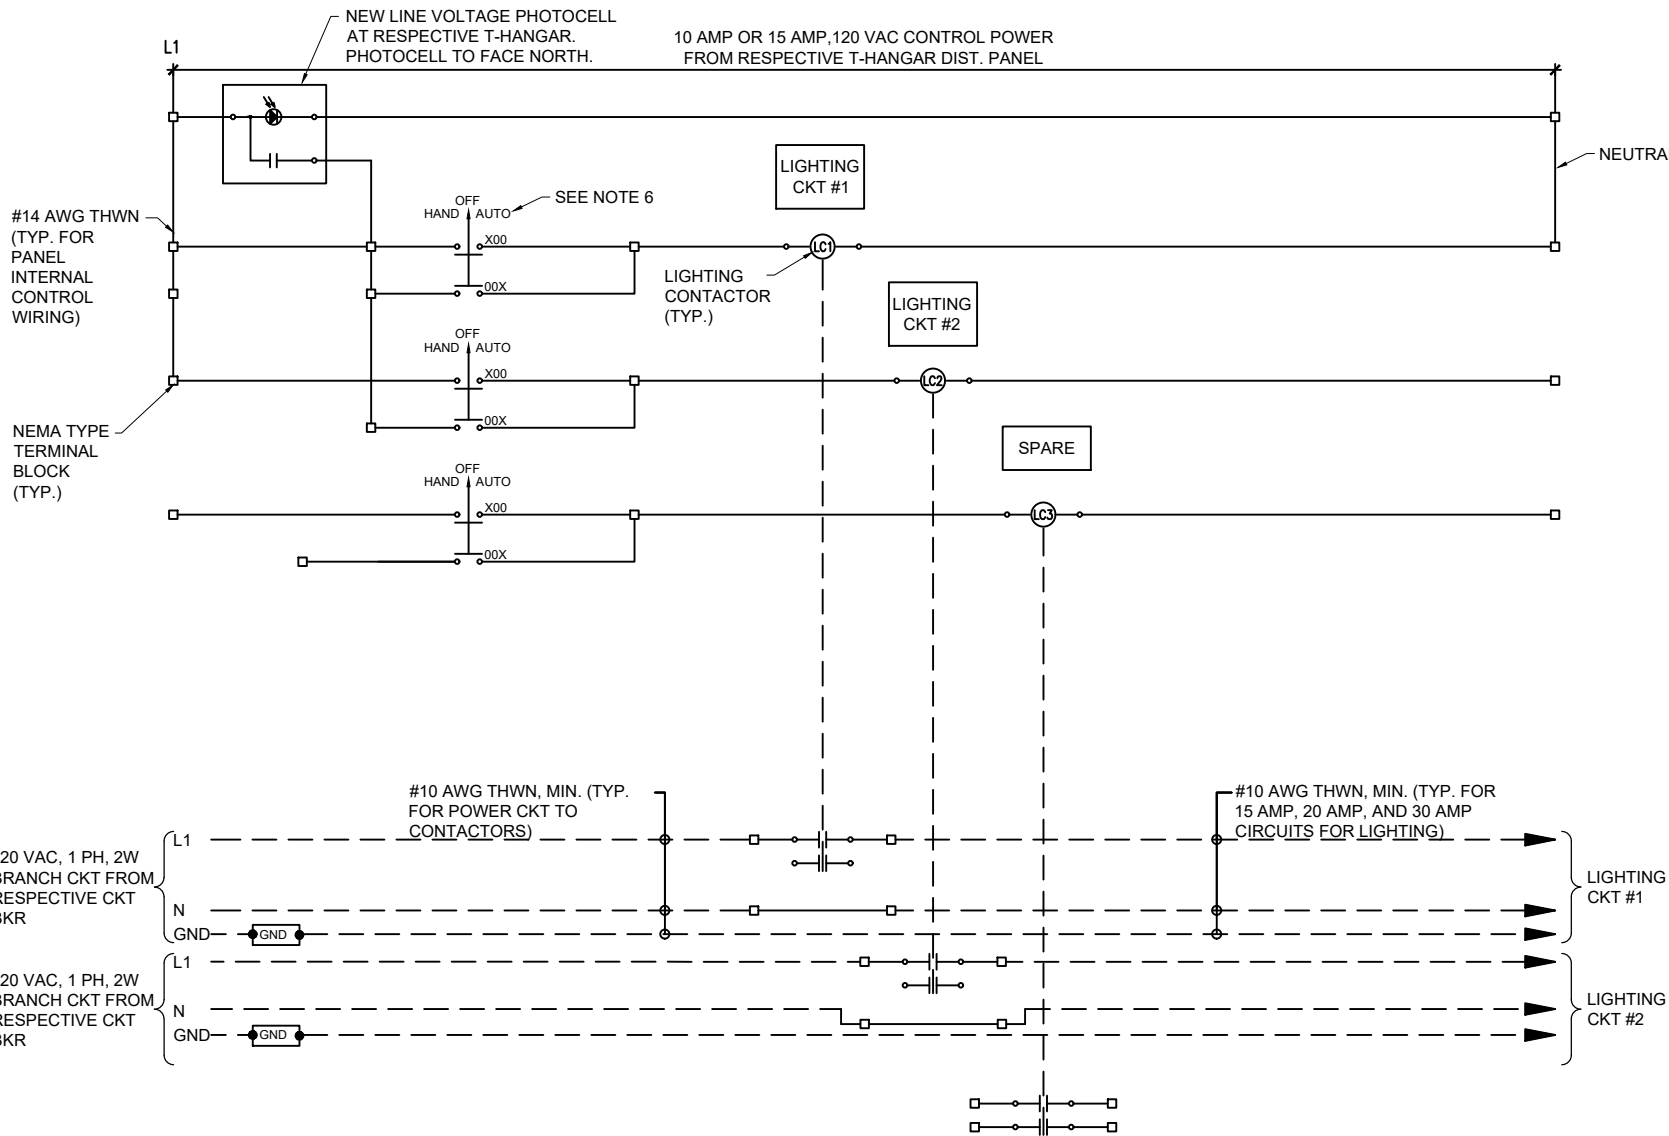 NEW LINE VOLTAGE PHOTOCELL
AT RESPECTIVE T-HANGAR.
PHOTOCELL TO FACE NORTH.
L1
10 AMP OR 15 AMP,120 VAC CONTROL POWER
FROM RESPECTIVE T-HANGAR DIST. PANEL
NEUTRA
LIGHTING
CKT #1
#14 AWG THWN
(TYP. FOR
PANEL
INTERNAL
CONTROL
WIRING)
OFF
HAND AUTO
SEE NOTE 6
X00
00X
LC1
LIGHTING
CONTACTOR
(TYP.)
LIGHTING
CKT #2
OFF
HAND AUTO
X00
00X
LC2
NEMA TYPE
TERMINAL
BLOCK
(TYP.)
SPARE
OFF
HAND AUTO
X00
00X
LC3
#10 AWG THWN, MIN. (TYP.
FOR POWER CKT TO
CONTACTORS)
#10 AWG THWN, MIN. (TYP. FOR
15 AMP, 20 AMP, AND 30 AMP
CIRCUITS FOR LIGHTING)
20 VAC, 1 PH, 2W
BRANCH CKT FROM
RESPECTIVE CKT
BKR
L1
N
GND
GND
LIGHTING
CKT #1
20 VAC, 1 PH, 2W
BRANCH CKT FROM
RESPECTIVE CKT
BKR
L1
N
GND
GND
LIGHTING
CKT #2